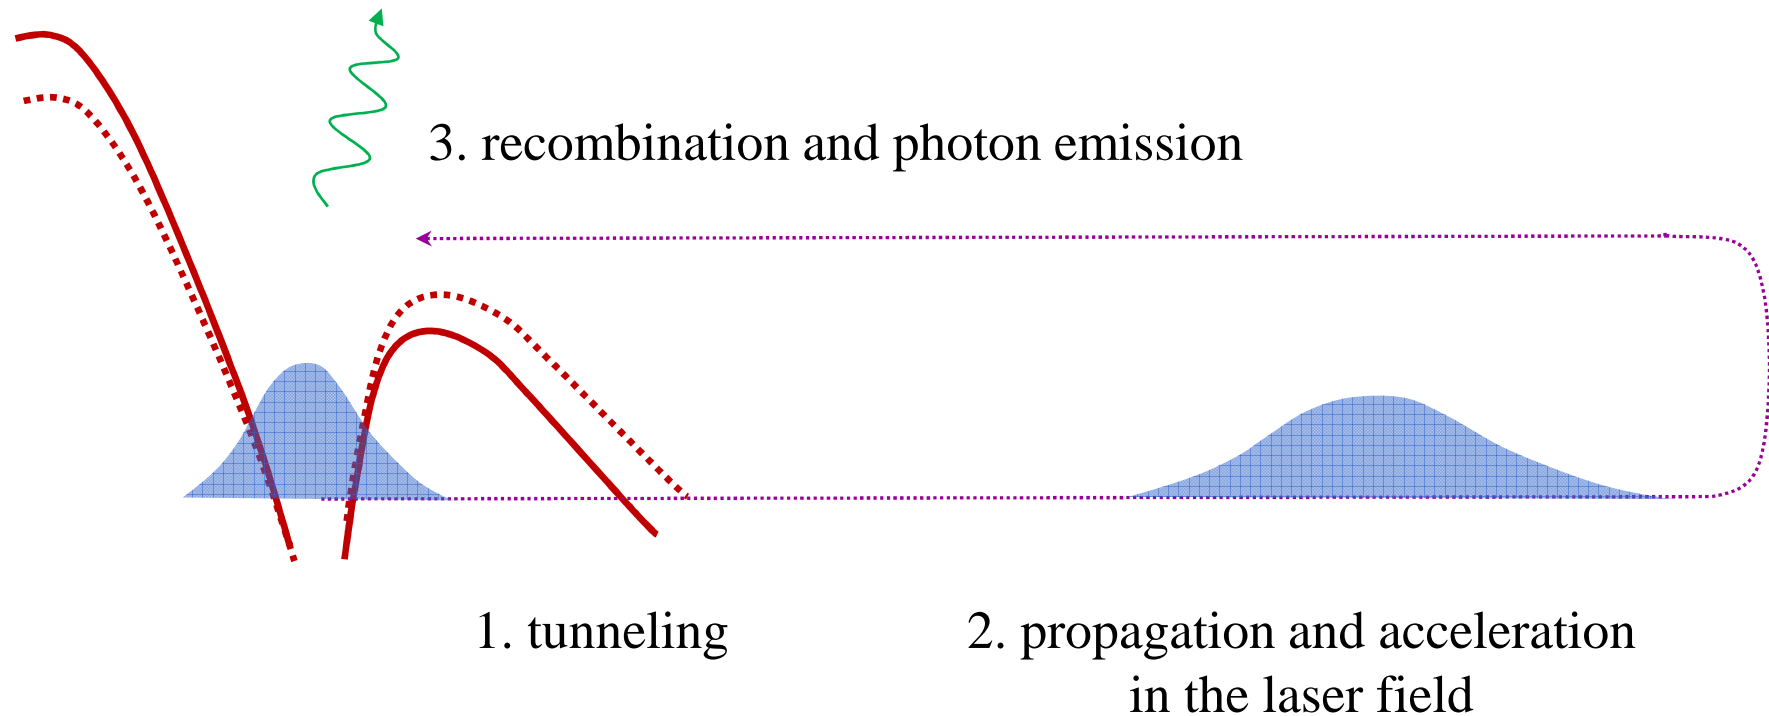 3. recombination and photon emission
1. tunneling
2. propagation and acceleration
in the laser field